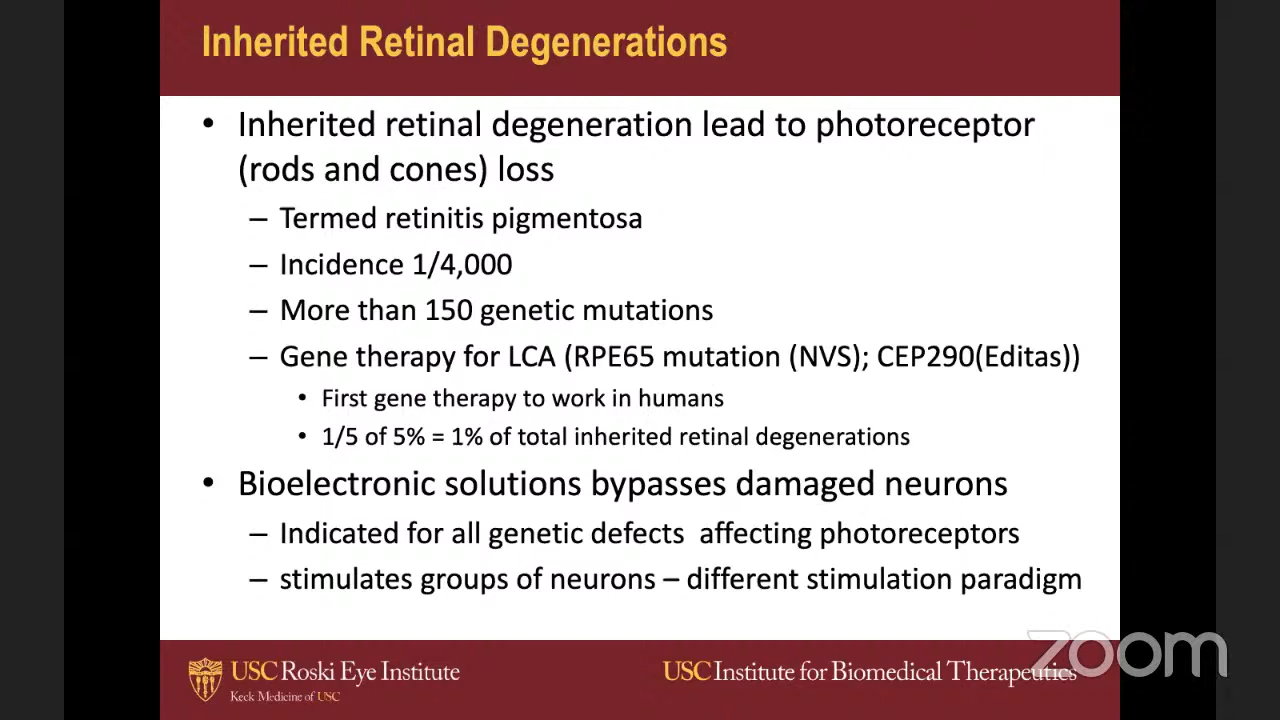 Inherited Retinal Degenerations
• Inherited retinal degeneration lead to photoreceptor
(rods and cones) loss
– Termed retinitis pigmentosa
– Incidence 1/4,000
– More than 150 genetic mutations
– Gene therapy for LCA (RPE65 mutation (NVS); CEP290(Editas))
• First gene therapy to work in humans
• 1/5 of 5% = 1% of total inherited retinal degenerations
• Bioelectronic solutions bypasses damaged neurons
– Indicated for all genetic defects  affecting photoreceptors
– stimulates groups of neurons – different stimulation paradigm
USC Roski Eye Institute
Keck Medicine of USC
USC Institute for Biomedical Therapeutics
zoom